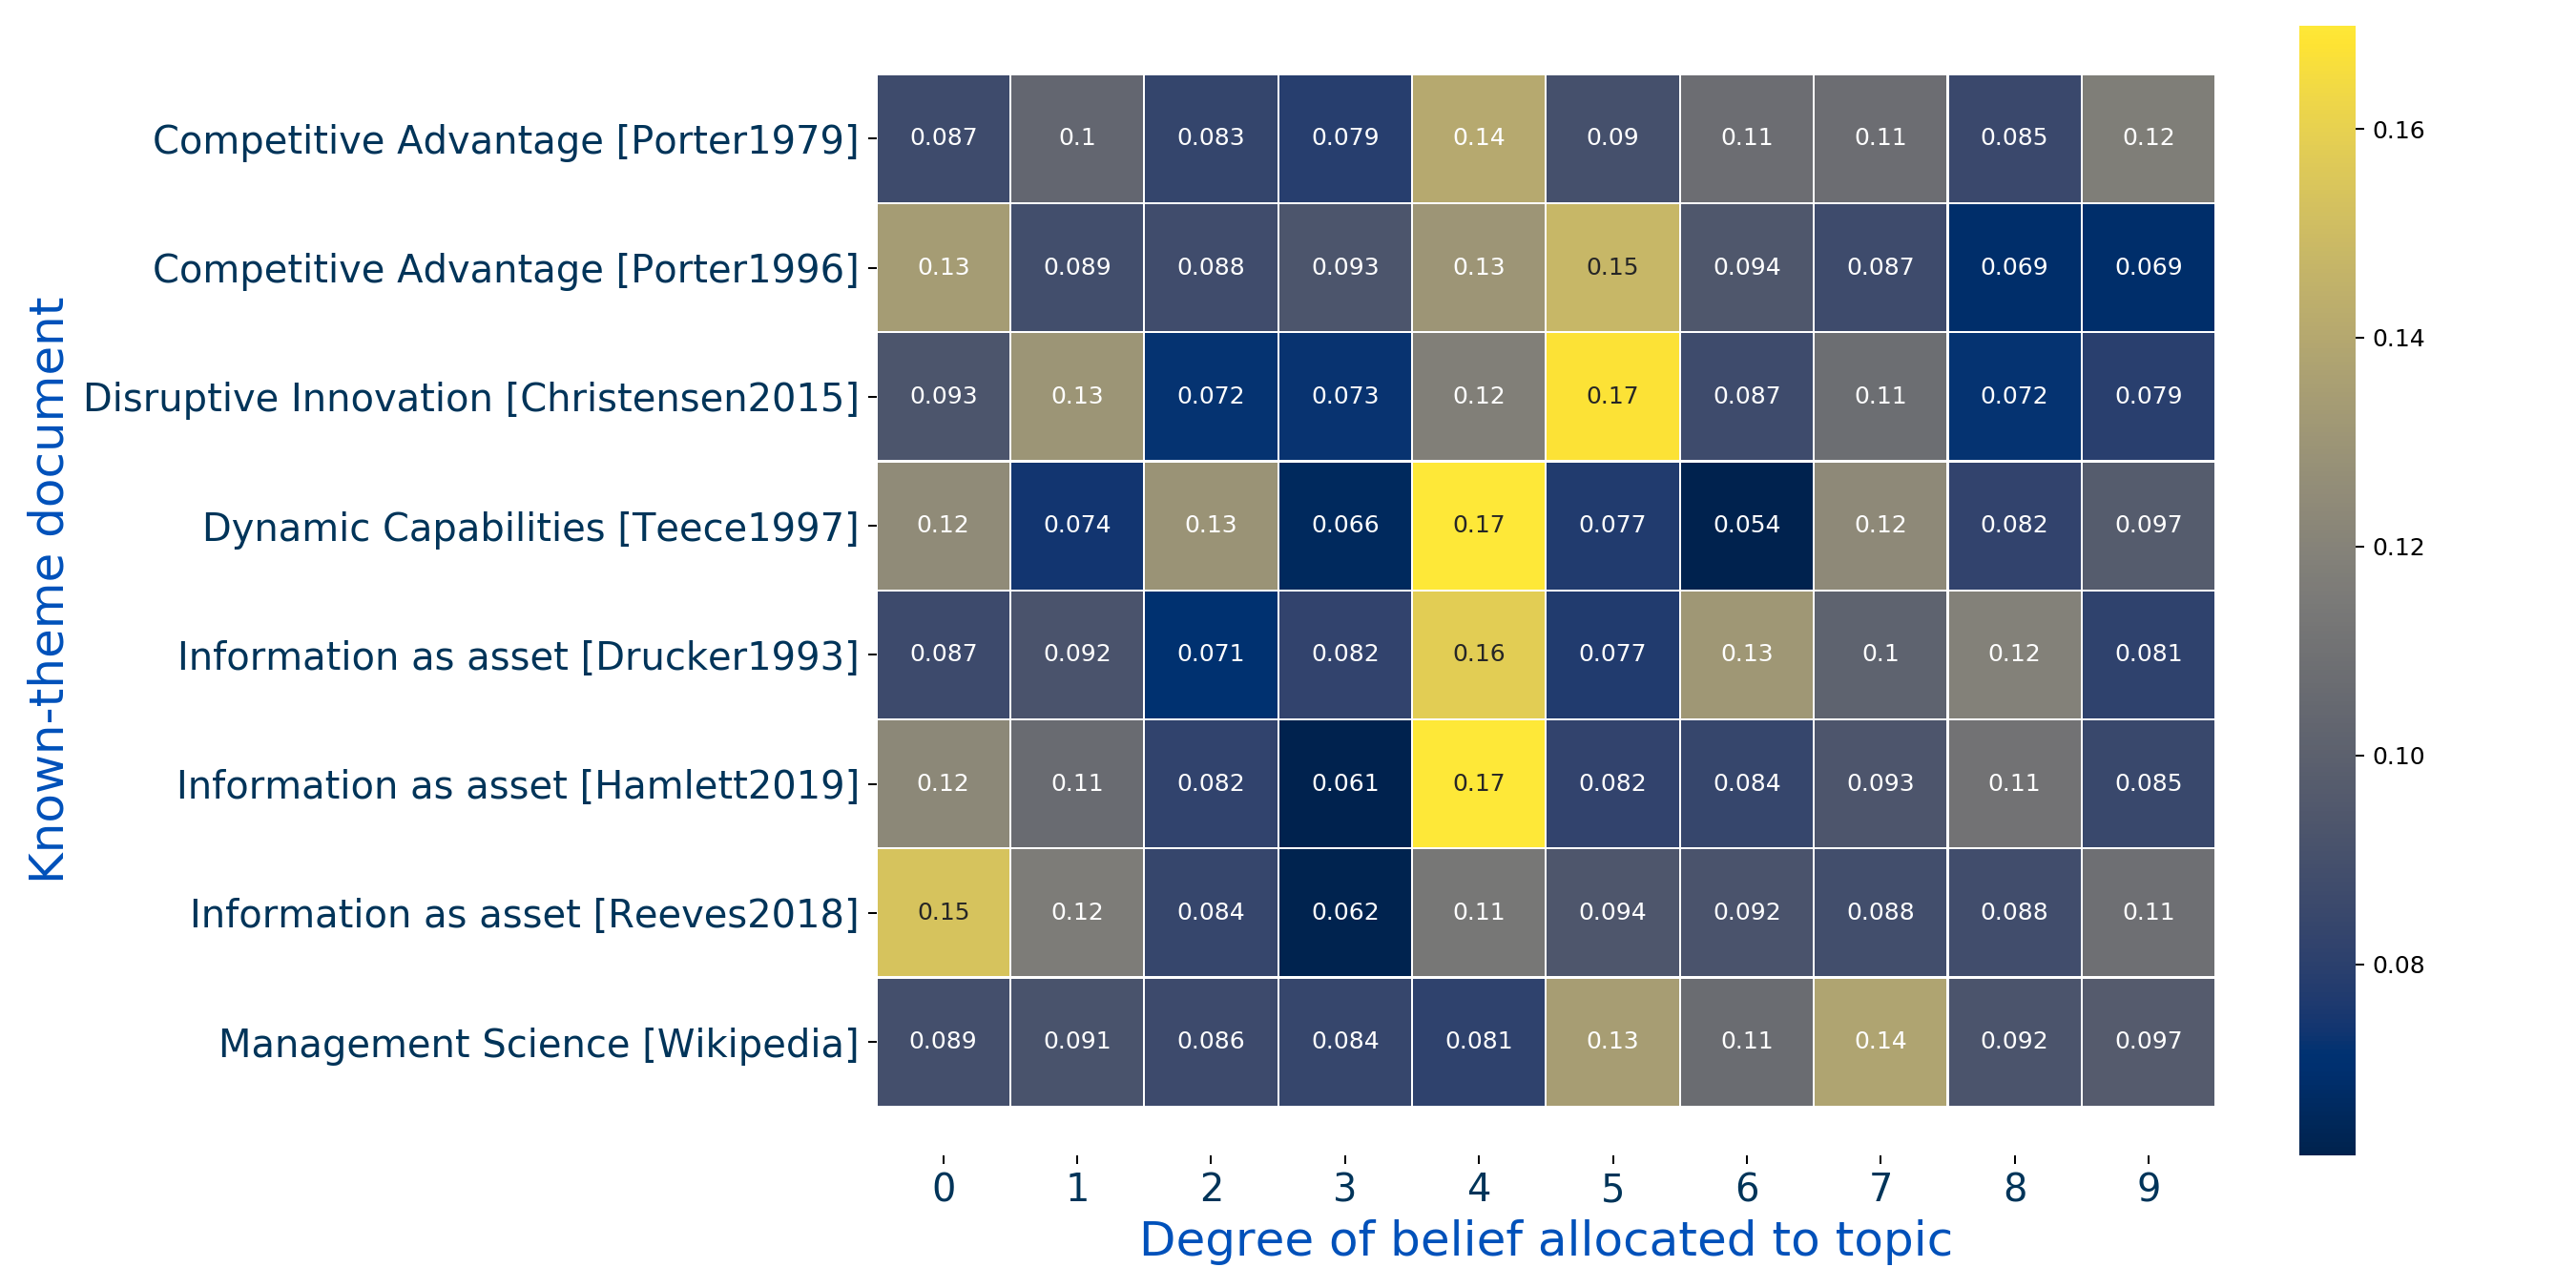 Known-theme document
Competitive Advantage [Porter1979] 0.087 0.1 0.083 0.079 0.14 0.09 0.11 0.11 0.085 0.12
Competitive Advantage [Porter1996] 0.13 0.089 0.088 0.093 0.13 0.15 0.094 0.087 0.069 0.069
Disruptive Innovation [Christensen2015] 0.093 0.13 0.072 0.073 0.12 0.17 0.087 0.11 0.072 0.079
Dynamic Capabilities [Teece1997] 0.12 0.074 0.13 0.066 0.17 0.077 0.054 0.12 0.082 0.097
Information as asset [Drucker1993] 0.087 0.092 0.071 0.082 0.16 0.077 0.13 0.1 0.12 0.081
Information as asset [Hamlett2019] 0.12 0.11 0.082 0.061 0.17 0.082 0.084 0.093 0.11 0.085
Information as asset [Reeves2018] 0.15 0.12 0.084 0.062 0.11 0.094 0.092 0.088 0.088 0.11
Management Science [Wikipedia] 0.089 0.091 0.086 0.084 0.081 0.13 0.11 0.14 0.092 0.097
0 1 2 3 4 5 6 7 8 9
Degree of belief allocated to topic
0.16
0.14
0.12
0.10
0.08